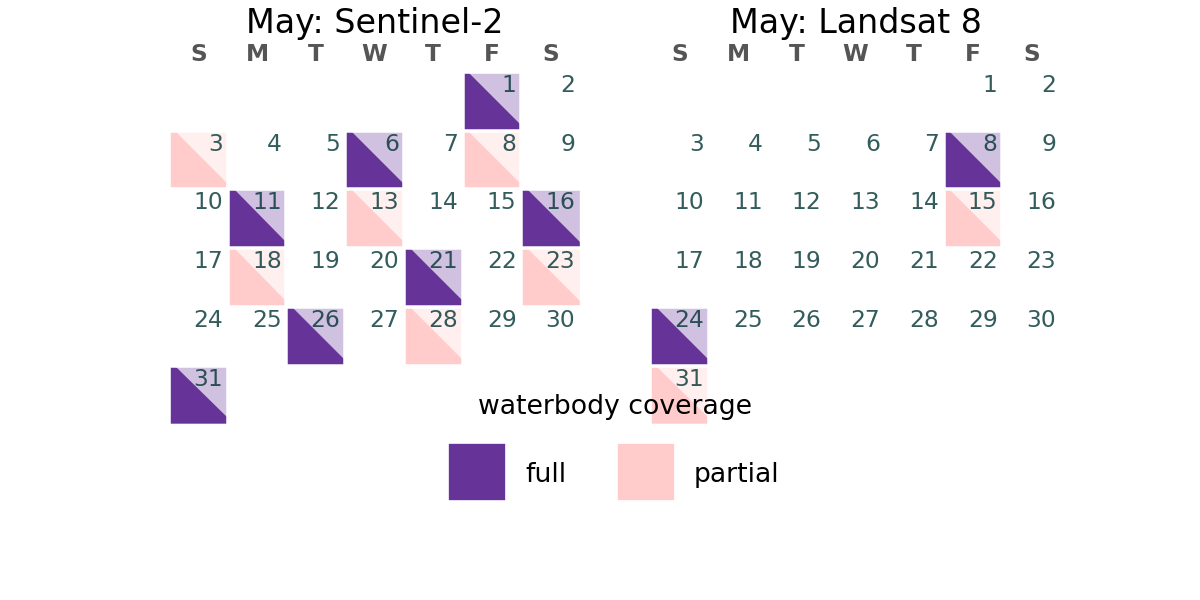 May: Sentinel-2
S M T W T F S
1 2
3 4 5 6 7 8 9
10 11 12 13 14 15 16
17 18 19 20 21 22 23
24 25 26 27 28 29 30
31
May: Landsat 8
S M T W T F S
1 2
3 4 5 6 7 8 9
10 11 12 13 14 15 16
17 18 19 20 21 22 23
24 25 26 27 28 29 30
31
waterbody coverage
full partial